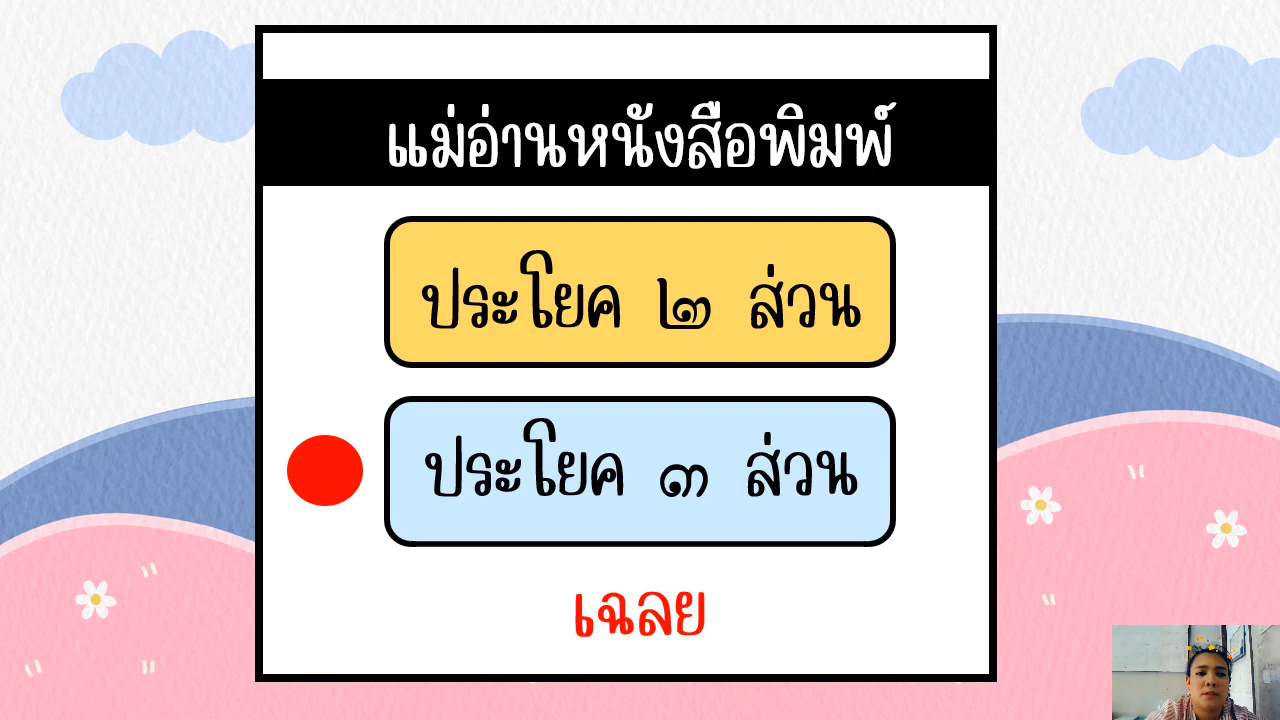 แม่อ่านหนังสือพิมพ์
ประโยค ๒ ส่วน
ประโยค ๓ ส่วน
เฉลย